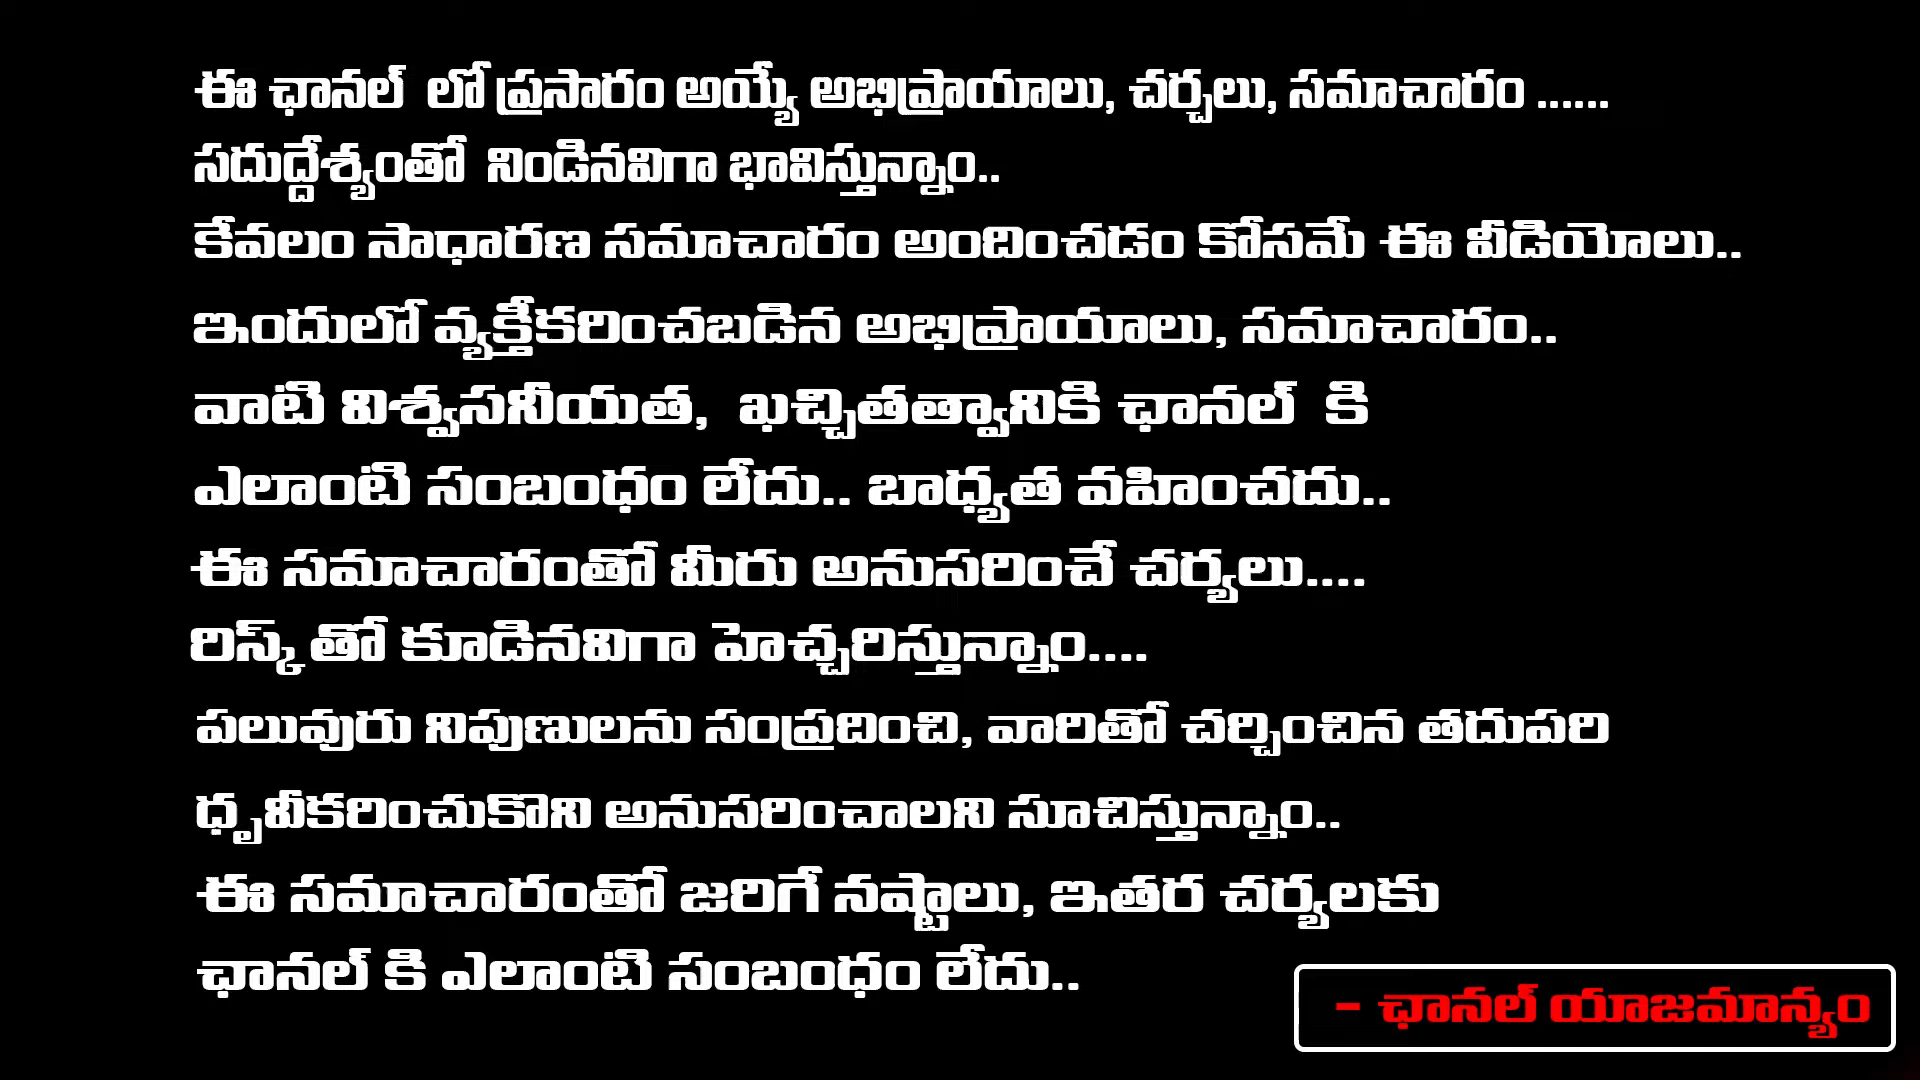 ఈ ఛానల్ లో ప్రసారం అయ్యే అభిప్రాయాలు, చర్చలు, సమాచారం ......
సదుద్దేశ్యంతో నిండినవిగా భావిస్తున్నాం..
కేవలం సాధారణ సమాచారం అందించడం కోసమే ఈ వీడియోలు..
ఇందులో వ్యక్తీకరించబడిన అభిప్రాయాలు, సమాచారం..
వాటి విశ్వసనీయత, ఖచ్చితత్వానికి ఛానల్ కి
ఎలాంటి సంబంధం లేదు.. బాధ్యత వహించదు..
ఈ సమాచారంతో మీరు అనుసరించే చర్యలు....
రిస్క్ తో కూడినవిగా హెచ్చరిస్తున్నాం....
పలువురు నిపుణులను సంప్రదించి, వారితో చర్చించిన తదుపరి
ధృవీకరించుకొని అనుసరించాలని సూచిస్తున్నాం..
ఈ సమాచారంతో జరిగే నష్టాలు, ఇతర చర్యలకు
ఛానల్ కి ఎలాంటి సంబంధం లేదు..
- ఛానల్ యాజమాన్యం